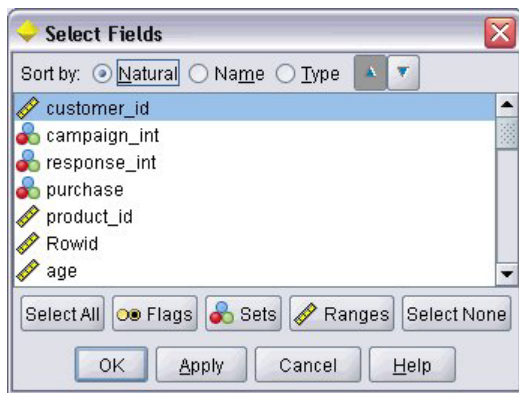 Select Fields
Sort by: Natural Name Type
customer_id
campaign_int
response_int
purchase
product_id
Rowid
age
Select All Flags Sets Ranges Select None
OK Apply Cancel Help